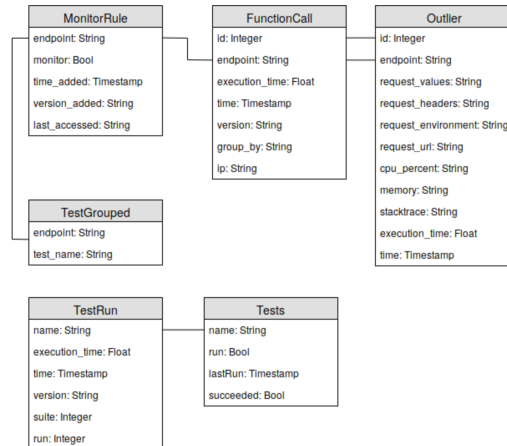 MonitorRule
endpoint: String
monitor: Bool
time_added: Timestamp
version_added: String
last_accessed: String
FunctionCall
id: Integer
endpoint: String
execution_time: Float
time: Timestamp
version: String
group_by: String
ip: String
Outlier
id: Integer
endpoint: String
request_values: String
request_headers: String
request_environment: String
request_url: String
cpu_percent: String
memory: String
stacktrace: String
execution_time: Float
time: Timestamp
TestGrouped
endpoint: String
test_name: String
TestRun
name: String
execution_time: Float
time: Timestamp
version: String
suite: Integer
run: Integer
Tests
name: String
run: Bool
lastRun: Timestamp
succeeded: Bool